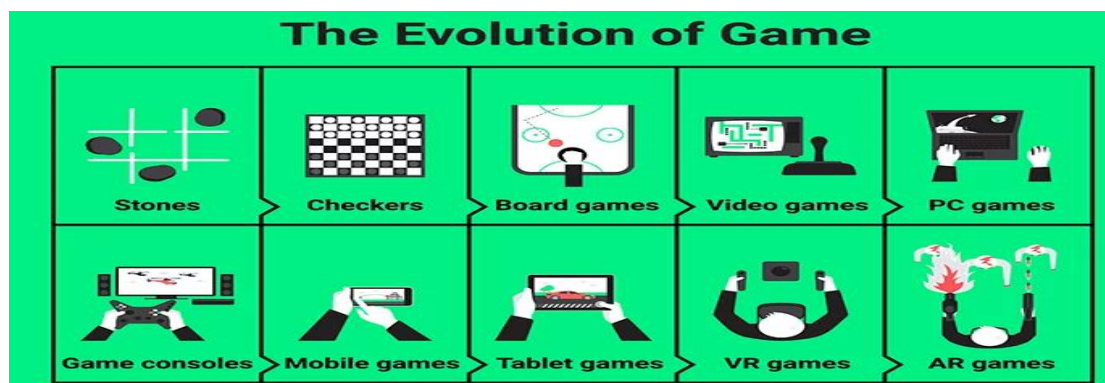 The Evolution of Game
Stones
Checkers
Board games
Video games
PC games
Game consoles
Mobile games
Tablet games
VR games
AR games